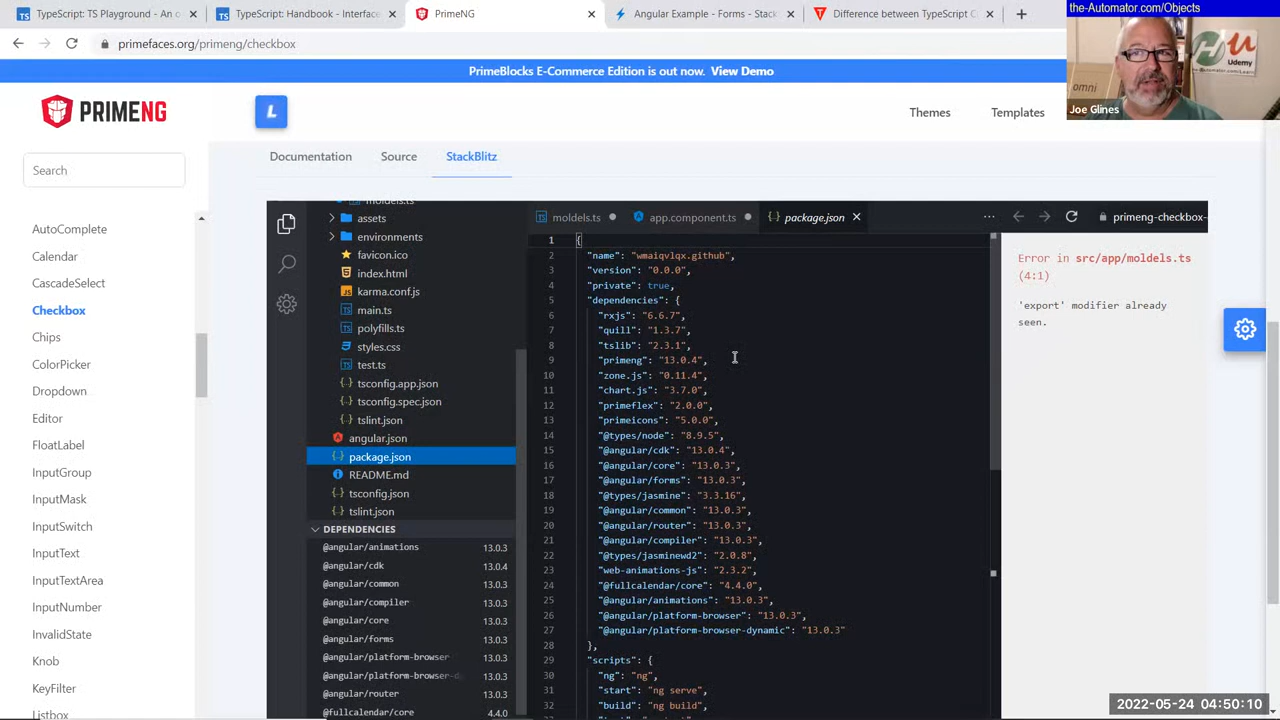 TypeScript: TS Playground - An o
TypeScript: Handbook - Interfac
PrimeNG
Angular Example - Forms - Stack
Difference between TypeScript C
primefaces.org/primeng/checkbox
the-Automator.com/Objects
Udemy
omni
Joe Glines
PrimeBlocks E-Commerce Edition is out now. View Demo
PRIMENG
L
Themes
Templates
Search
AutoComplete
Calendar
CascadeSelect
Checkbox
Chips
ColorPicker
Dropdown
Editor
FloatLabel
InputGroup
InputMask
InputSwitch
InputText
InputTextArea
InputNumber
InvalidState
Knob
KeyFilter
Listbox
Documentation
Source
StackBlitz
moldels.ts
assets
environments
favicon.ico
index.html
karma.conf.js
main.ts
polyfills.ts
styles.css
test.ts
tsconfig.app.json
tsconfig.spec.json
tslint.json
angular.json
package.json
README.md
tsconfig.json
tslint.json
DEPENDENCIES
@angular/animations 13.0.3
@angular/cdk 13.0.4
@angular/common 13.0.3
@angular/compiler 13.0.3
@angular/core 13.0.3
@angular/forms 13.0.3
@angular/platform-browser 13.0.3
@angular/platform-browser-d 13.0.3
@angular/router 13.0.3
@fullcalendar/core 4.4.0
moldels.ts
app.component.ts
package.json
1 {
2 "name": "wmaiqvlqx.github",
3 "version": "0.0.0",
4 "private": true,
5 "dependencies": {
6 "rxjs": "6.6.7",
7 "quill": "1.3.7",
8 "tslib": "2.3.1",
9 "primeng": "13.0.4",
10 "zone.js": "0.11.4",
11 "chart.js": "3.7.0",
12 "primeflex": "2.0.0",
13 "primeicons": "5.0.0",
14 "@types/node": "8.9.5",
15 "@angular/cdk": "13.0.4",
16 "@angular/core": "13.0.3",
17 "@angular/forms": "13.0.3",
18 "@types/jasmine": "3.3.16",
19 "@angular/common": "13.0.3",
20 "@angular/router": "13.0.3",
21 "@angular/compiler": "13.0.3",
22 "@types/jasminewd2": "2.0.8",
23 "web-animations-js": "2.3.2",
24 "@fullcalendar/core": "4.4.0",
25 "@angular/animations": "13.0.3",
26 "@angular/platform-browser": "13.0.3",
27 "@angular/platform-browser-dynamic": "13.0.3"
28 },
29 "scripts": {
30 "ng": "ng",
31 "start": "ng serve",
32 "build": "ng build",
primeng-checkbox-
Error in src/app/moldels.ts
(4:1)
'export' modifier already
seen.
2022-05-24 04:50:10